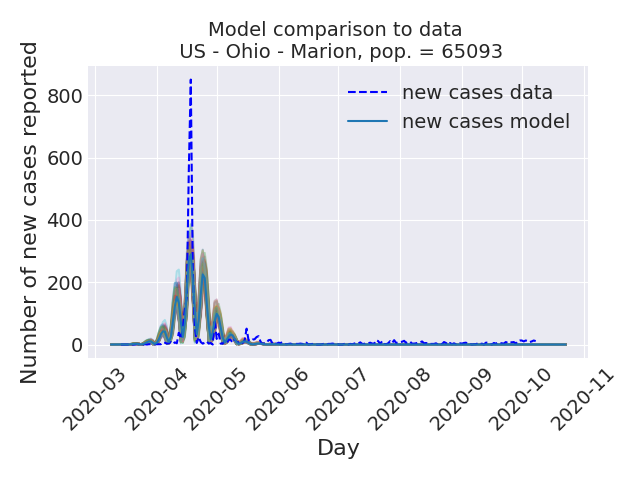 Model comparison to data
US - Ohio - Marion, pop. = 65093
Number of new cases reported
800
600
400
200
0
new cases data
new cases model
2020-03
2020-04
2020-05
2020-06
2020-07
2020-08
2020-09
2020-10
2020-11
Day